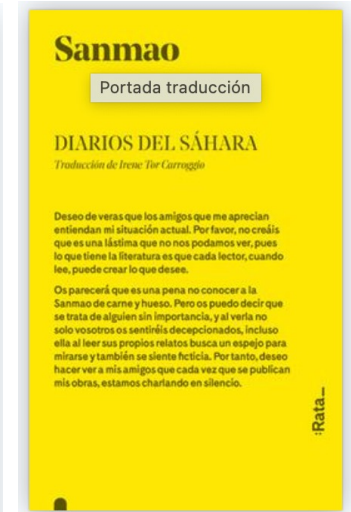 Sanmao
Portada traducción
DIARIOS DEL SÁHARA
Traducción de Irene Tor Carroggio
Deseo de veras que los amigos que me aprecian
entiendan mi situación actual. Por favor, no creáis
que es una lástima que no nos podamos ver, pues
lo que tiene la literatura es que cada lector, cuando
lee, puede crear lo que desee.
Os parecerá que es una pena no conocer a la
Sanmao de carne y hueso. Pero os puedo decir que
se trata de alguien sin importancia, y al verla no
solo vosotros os sentiréis decepcionados, incluso
ella al leer sus propios relatos busca un espejo para
mirarse y también se siente ficticia. Por tanto, deseo
hacer ver a mis amigos que cada vez que se publican
mis obras, estamos charlando en silencio.
:Rata_